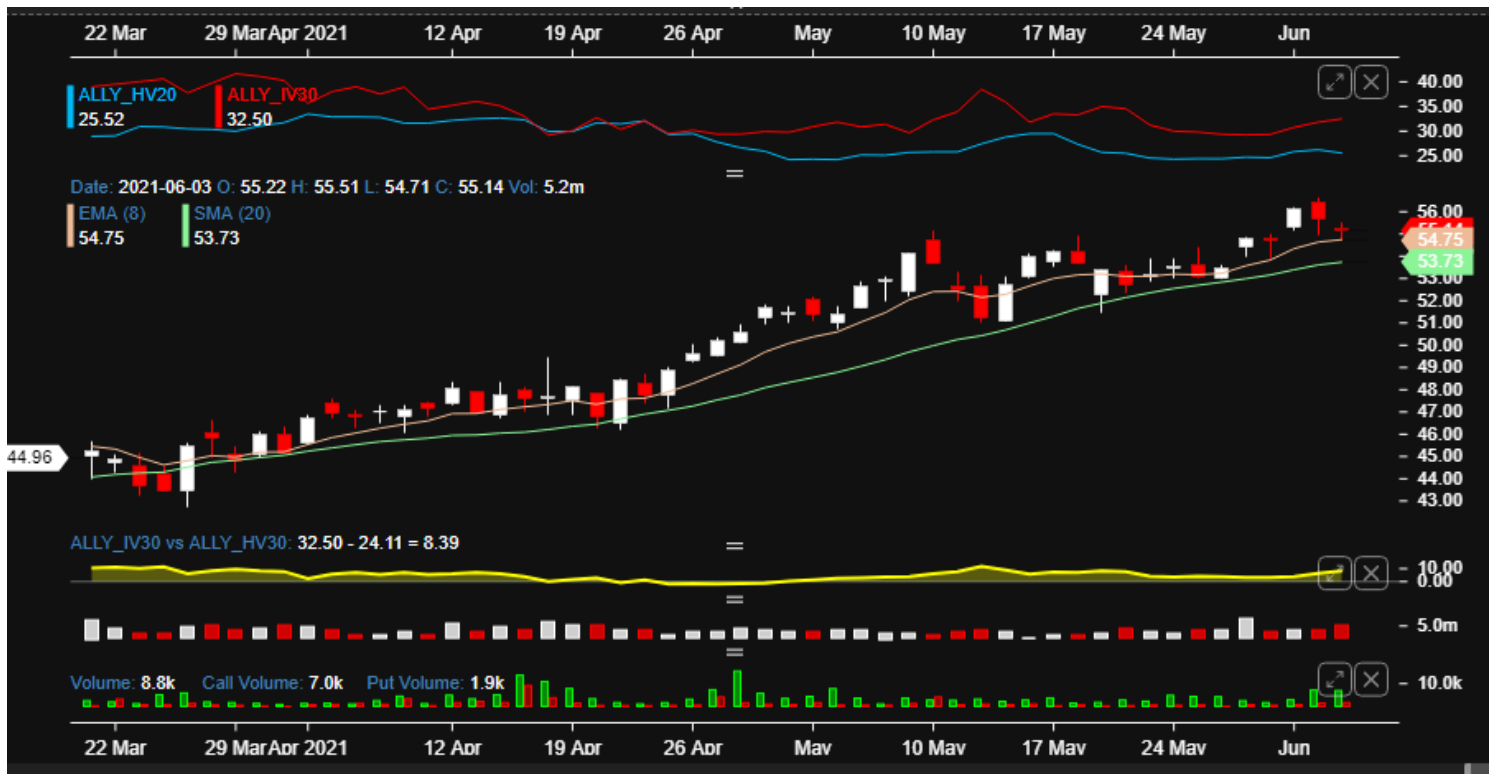 22 Mar 29 Mar Apr 2021 12 Apr 19 Apr 26 Apr May 10 May 17 May 24 May Jun
ALLY_HV20 ALLY_IV30
25.52 32.50
40.00
35.00
30.00
25.00
Date: 2021-06-03 O: 55.22 H: 55.51 L: 54.71 C: 55.14 Vol: 5.2m
EMA (8) SMA (20)
54.75 53.73
56.00
55.14
54.75
53.73
53.00
52.00
51.00
50.00
49.00
48.00
47.00
46.00
44.96
45.00
44.00
43.00
ALLY_IV30 vs ALLY_HV30: 32.50 - 24.11 = 8.39
10.00
0.00
5.0m
Volume: 8.8k Call Volume: 7.0k Put Volume: 1.9k
10.0k
22 Mar 29 Mar Apr 2021 12 Apr 19 Apr 26 Apr May 10 May 17 May 24 May Jun